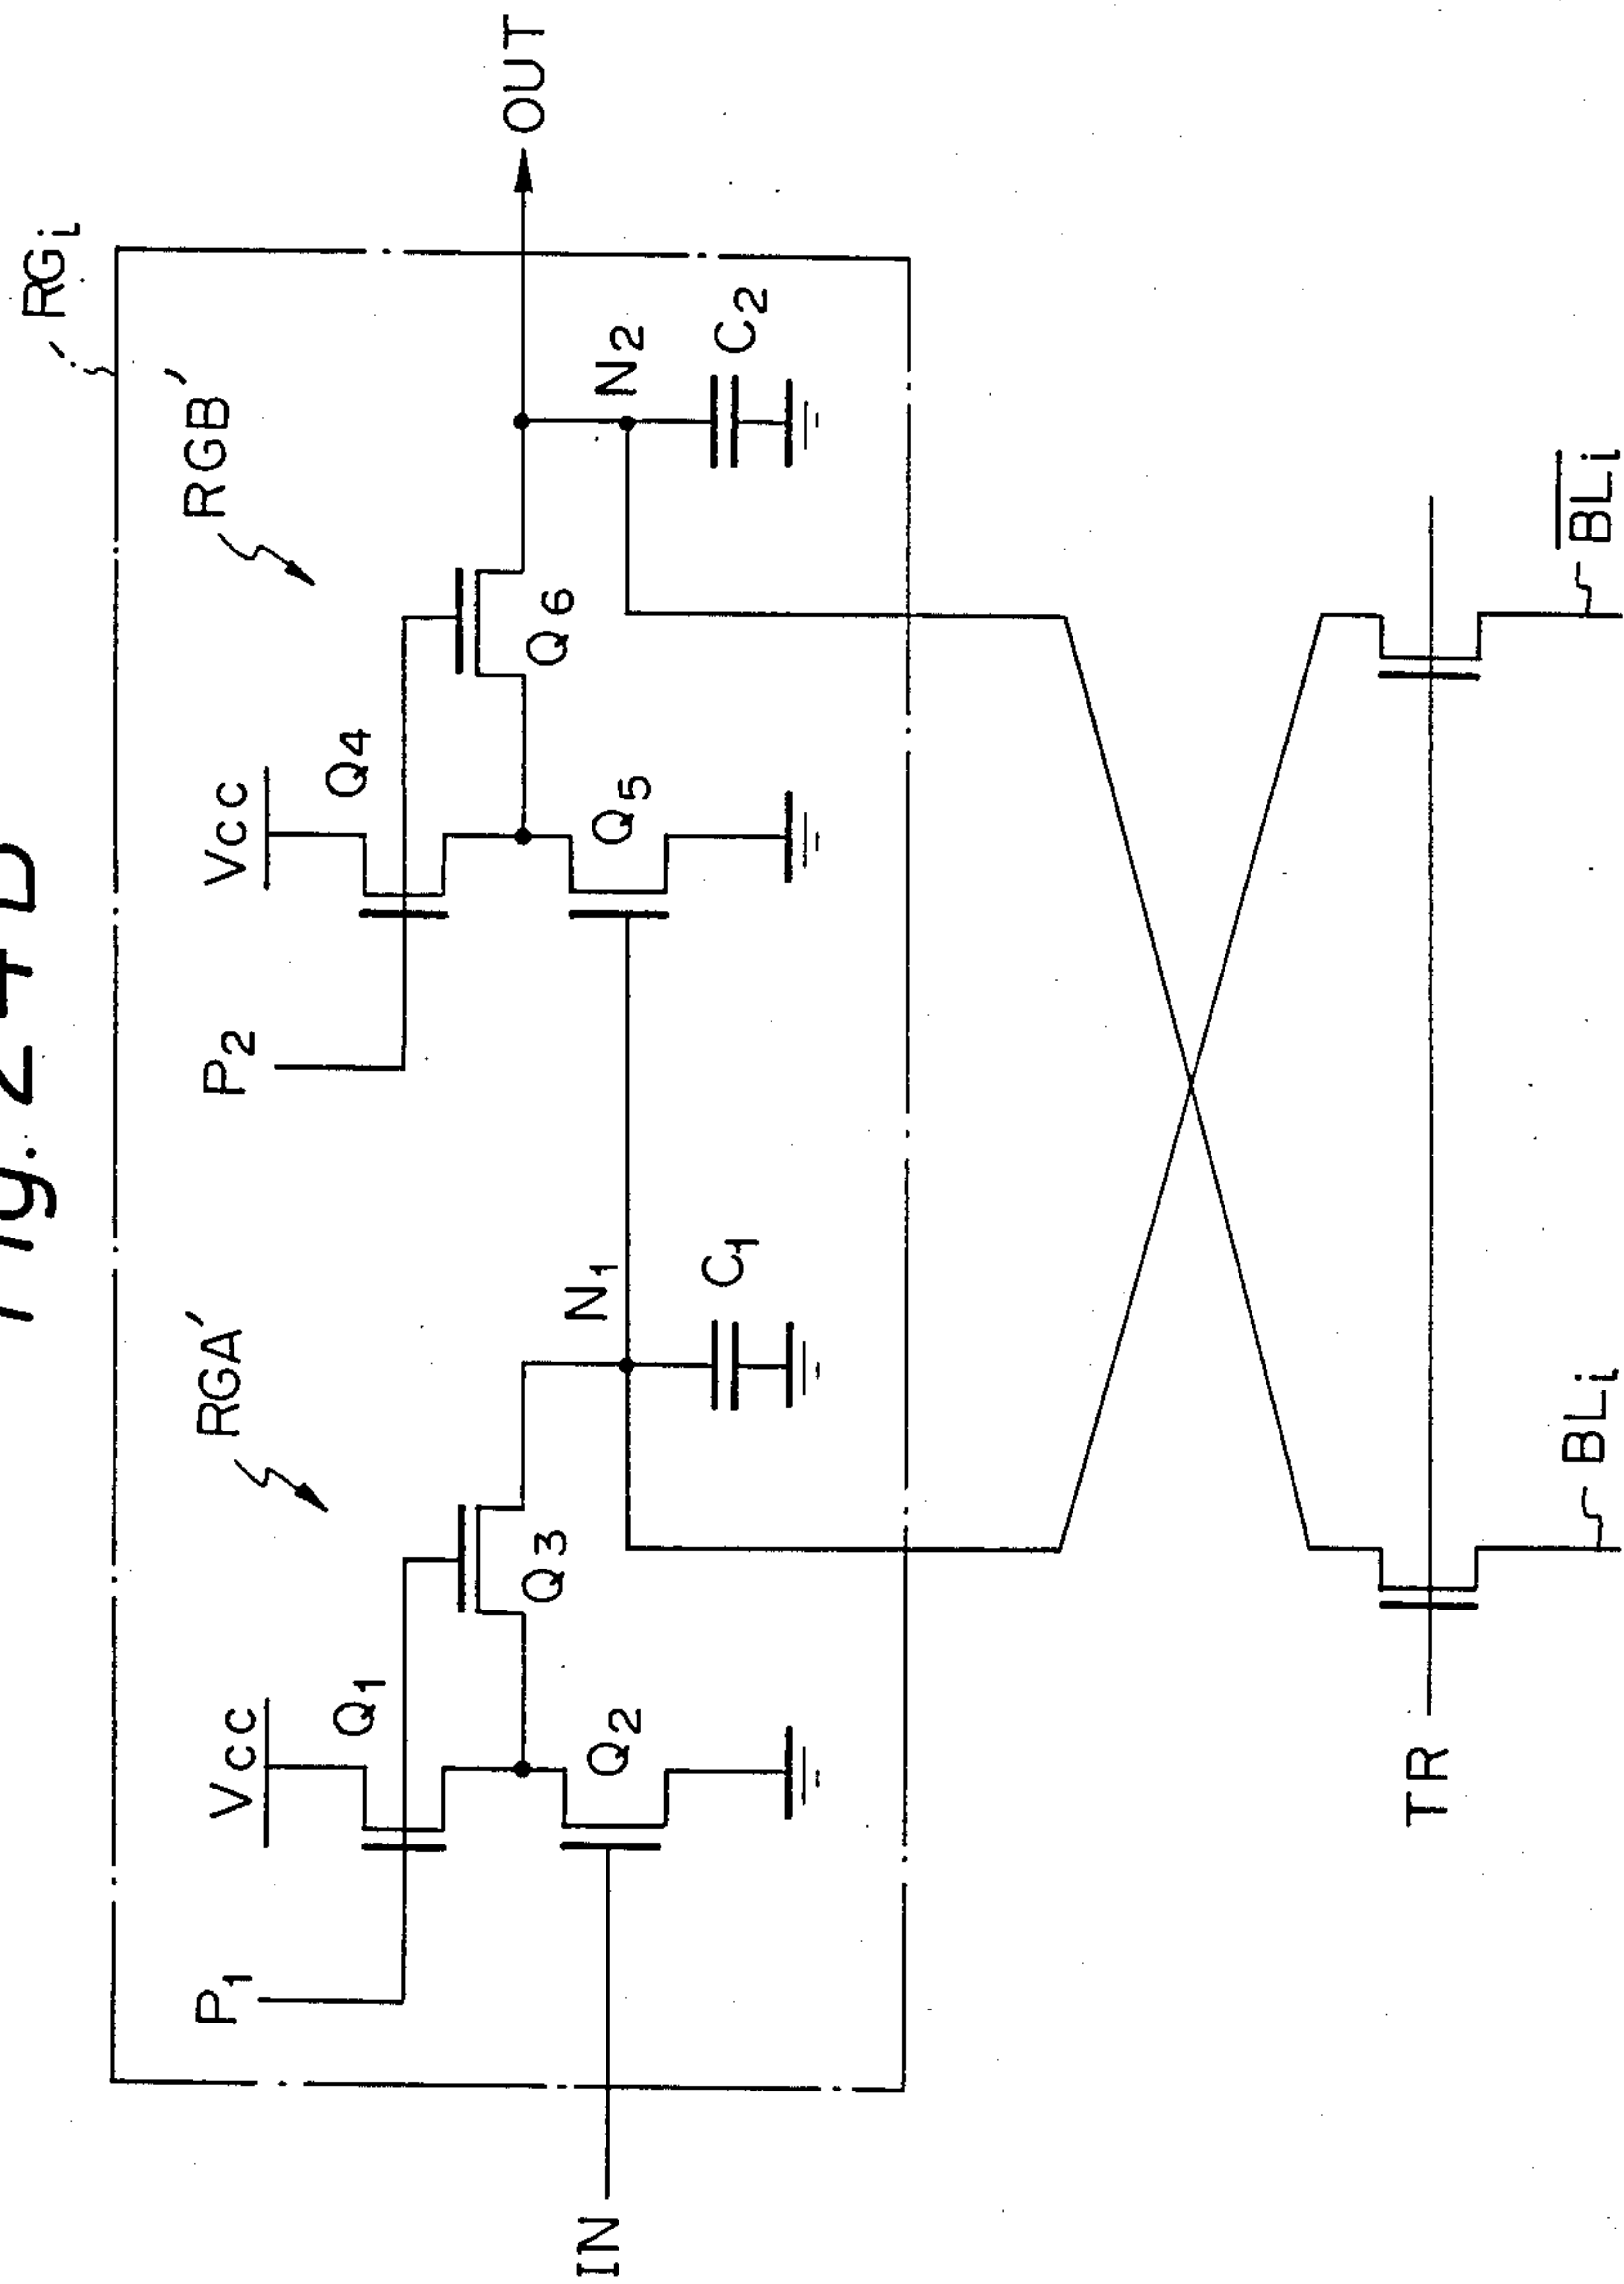 Fig. 24B
RGi'
RGA'
RGB'
P1
Vcc
Q1
P2
Vcc
Q4
OUT
Q3
Q6
IN
Q2
N1
Q5
N2
C1
C2
TR
BLi
B̅L̅i̅